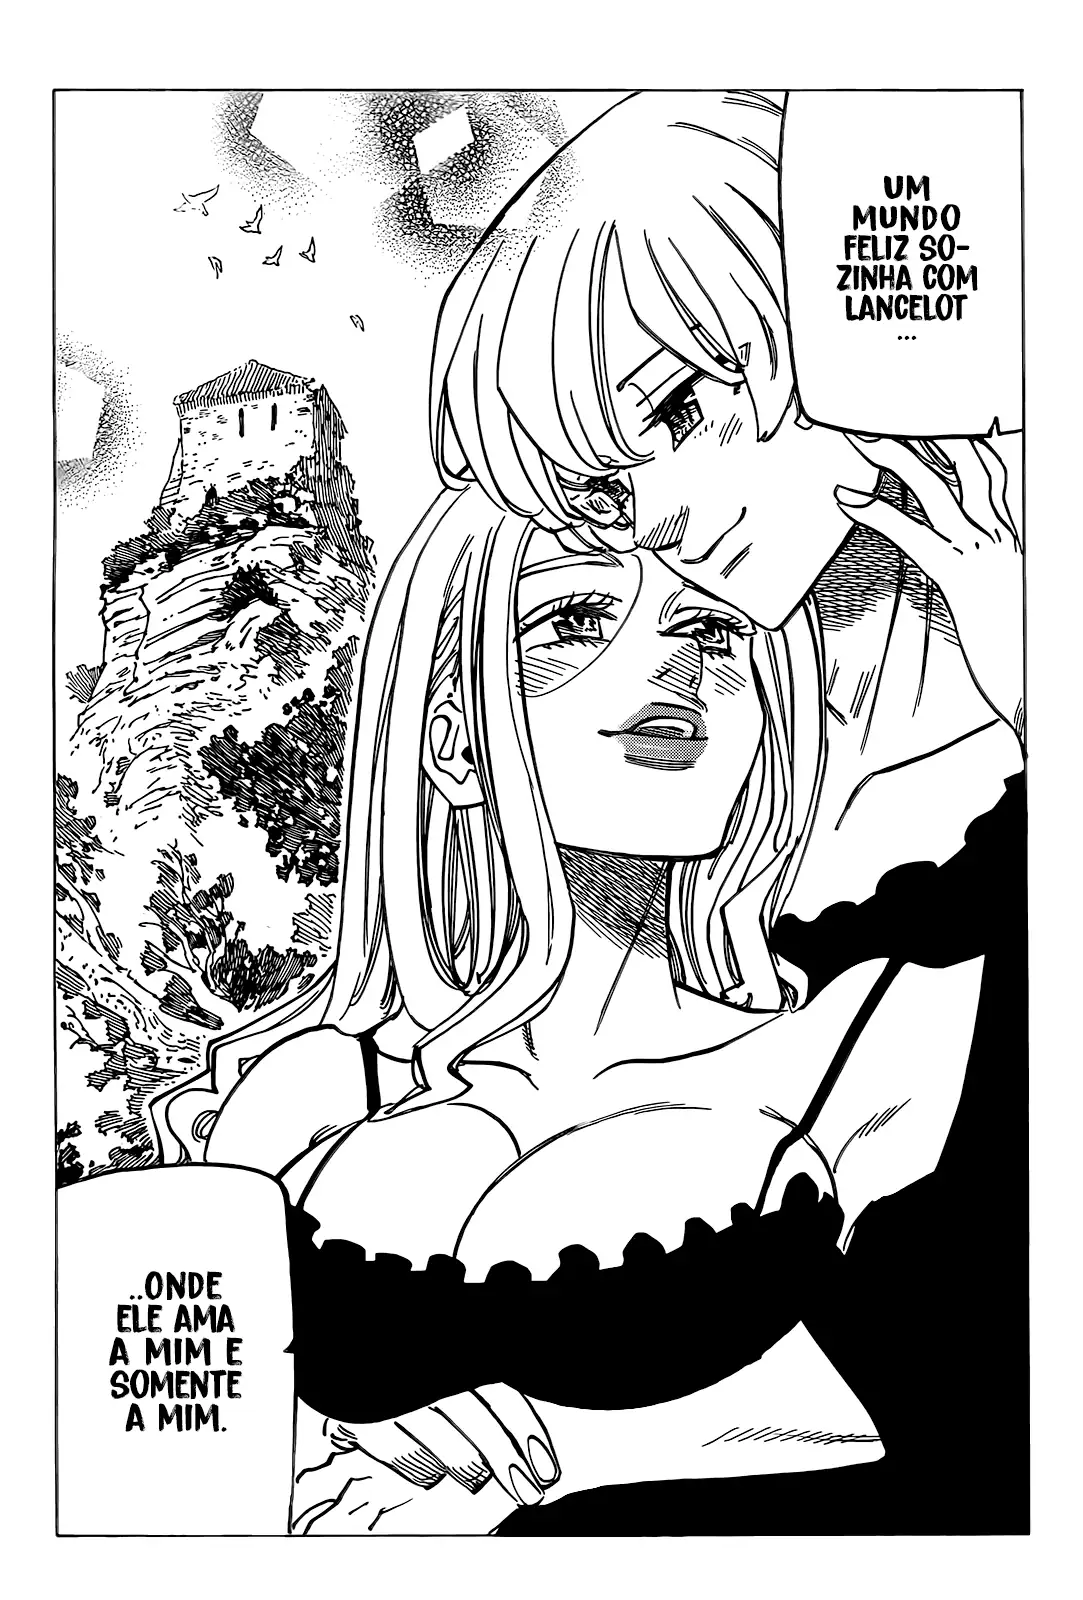 UM
MUNDO
FELIZ SO-
ZINHA COM
LANCELOT
...
..ONDE
ELE AMA
A MIM E
SOMENTE
A MIM.